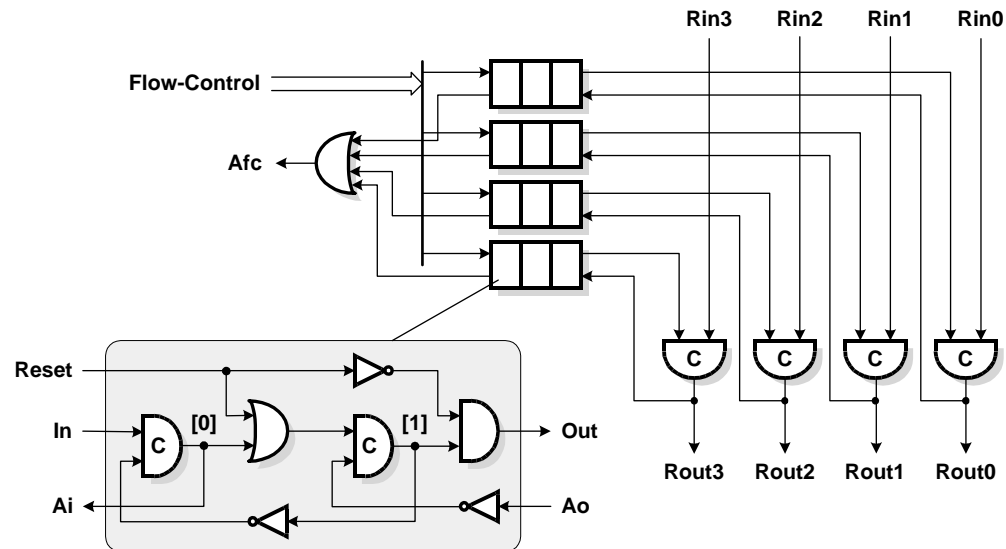 Rin3 Rin2 Rin1 Rin0
Flow-Control
Afc
C C C C
Reset
In C [0] C [1] Out
Rout3 Rout2 Rout1 Rout0
Ai Ao